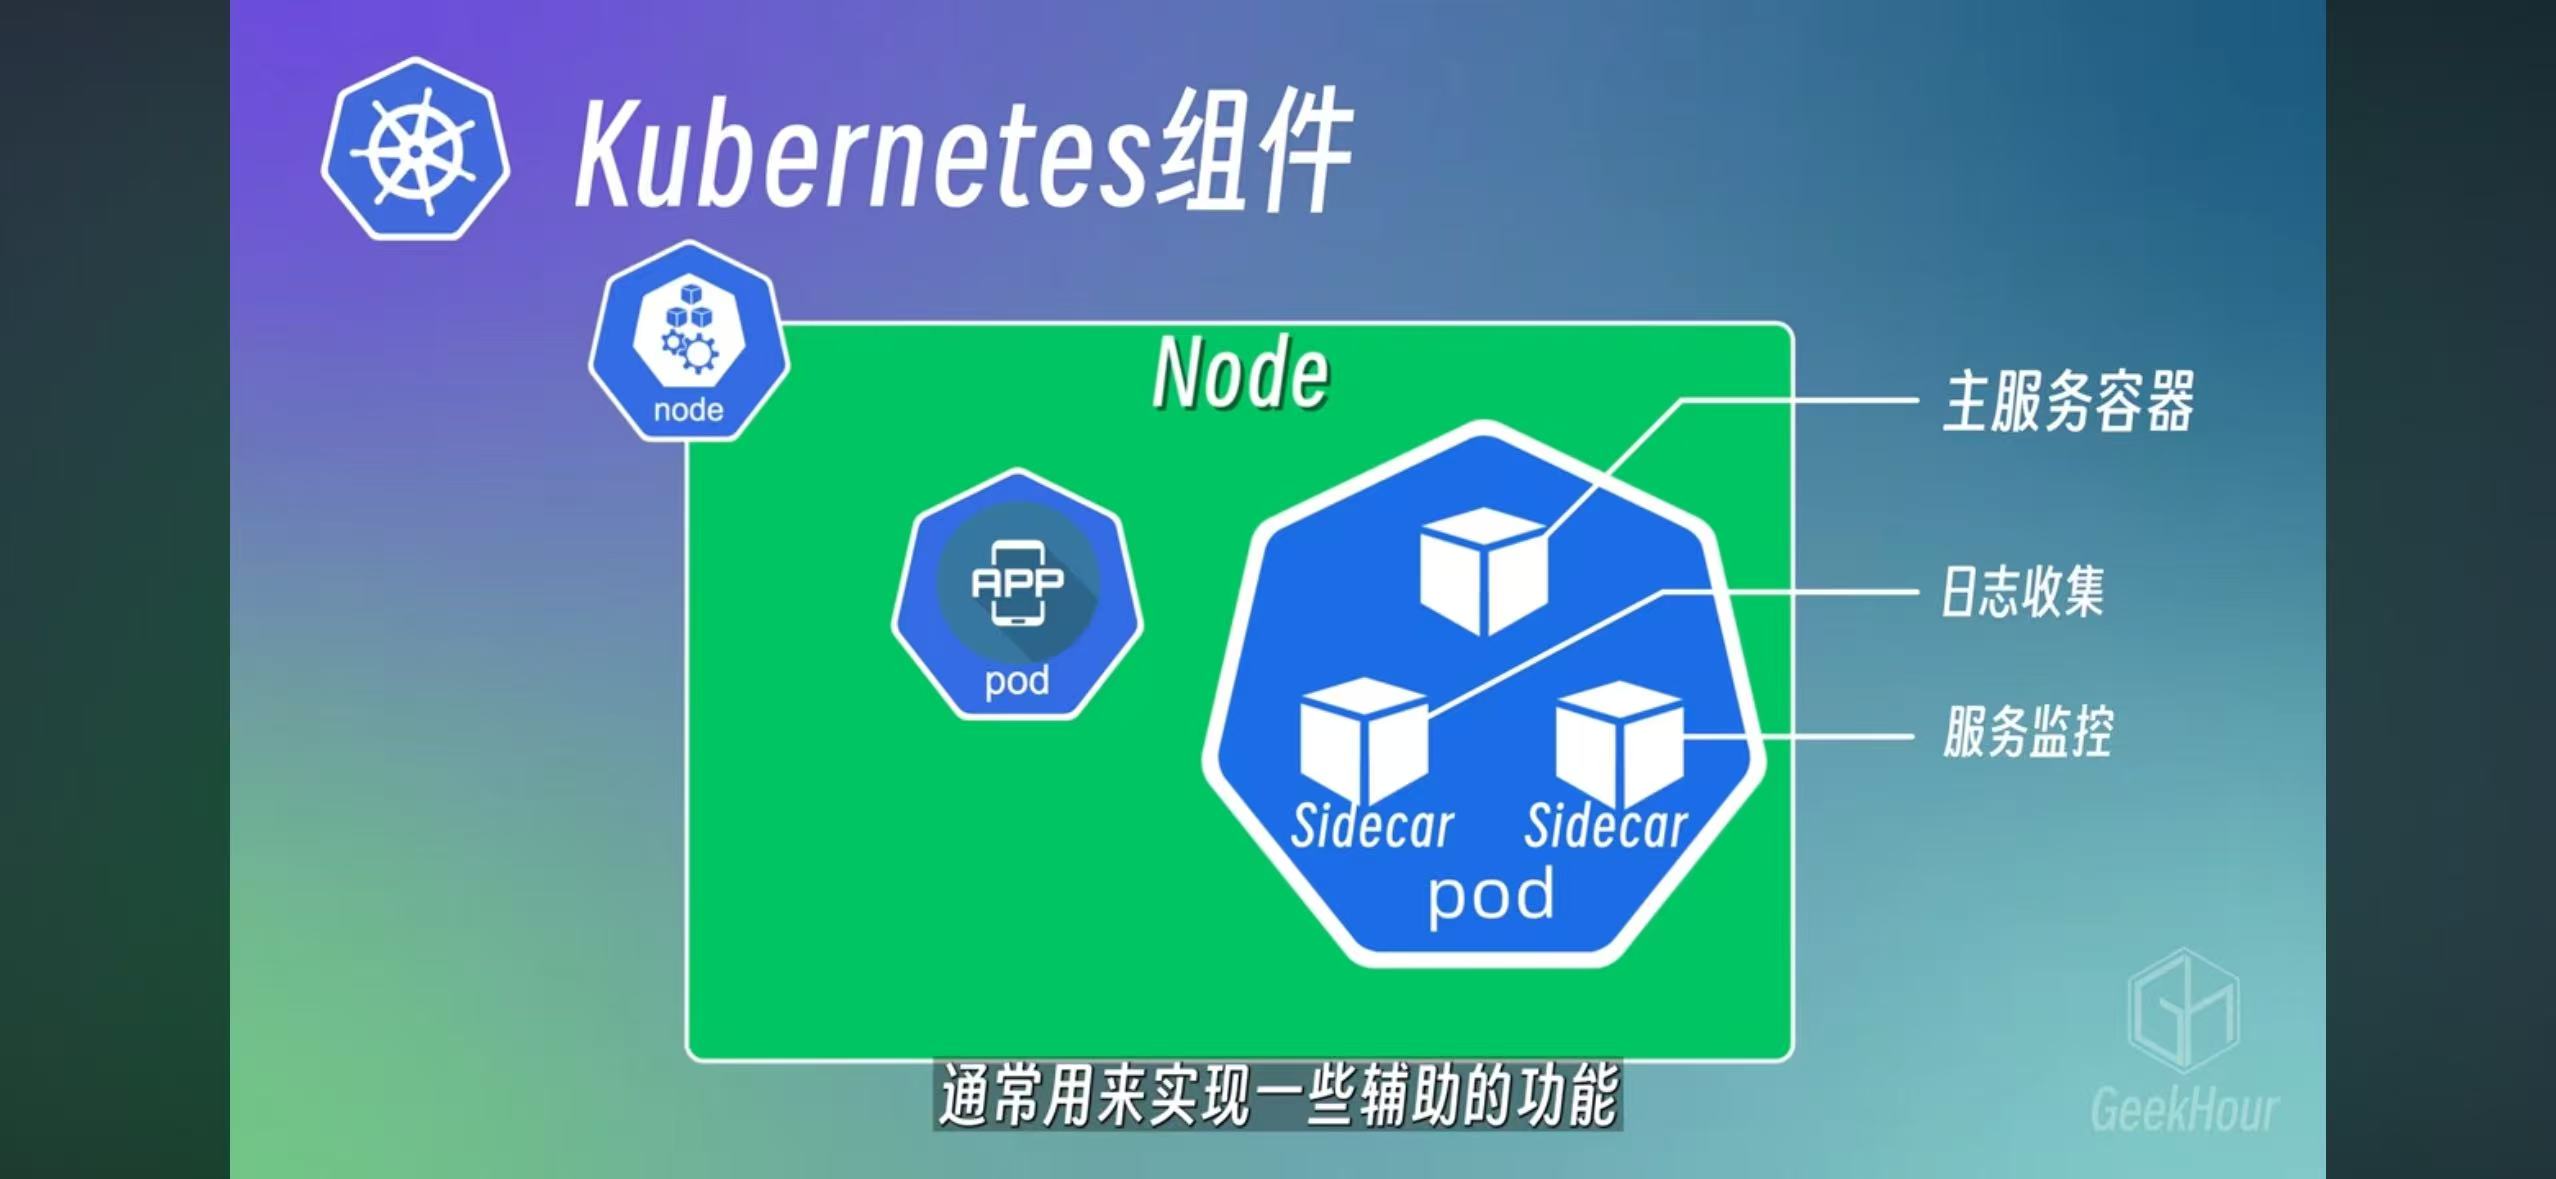 Kubernetes组件
node
Node
主服务容器
APP
pod
日志收集
服务监控
Sidecar
Sidecar
pod
通常用来实现一些辅助的功能
GeekHour